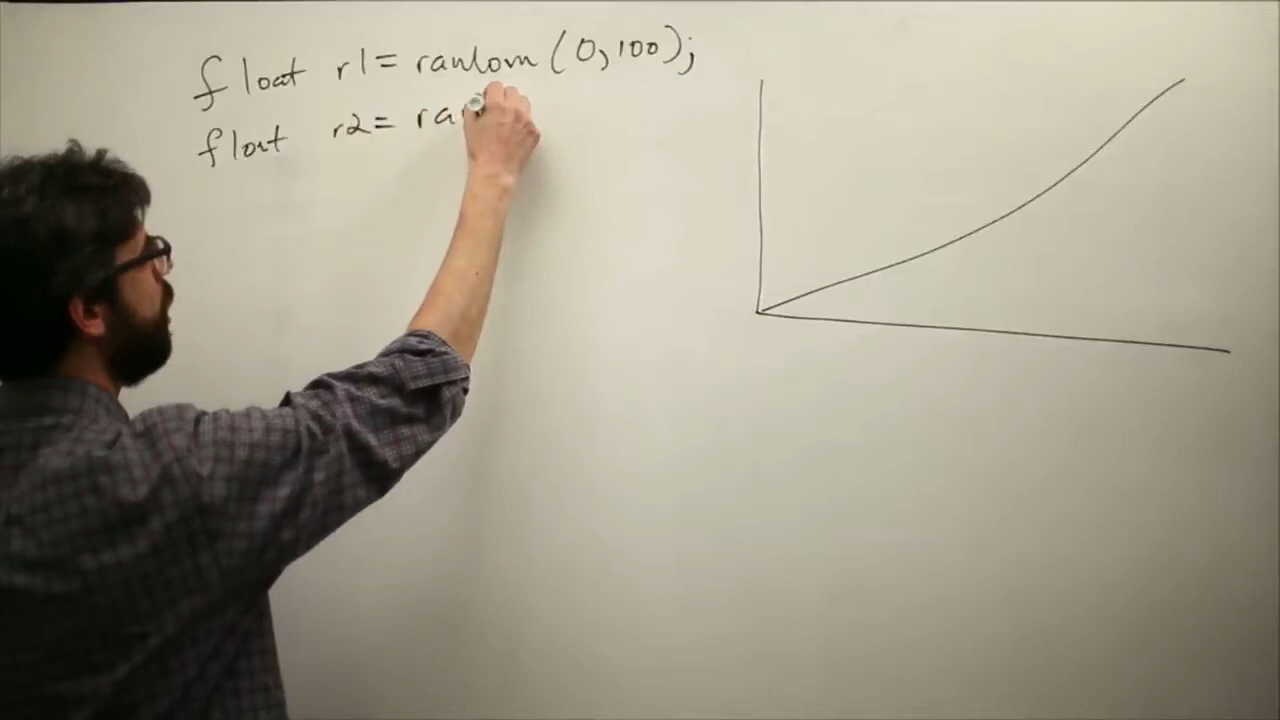 float r1= random (0,100);
float r2= ra